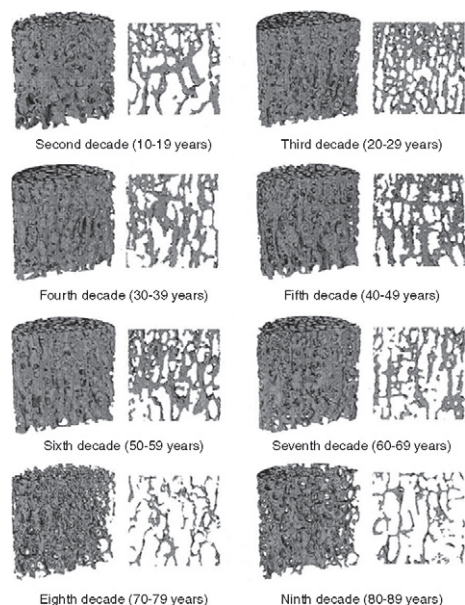 Second decade (10-19 years)
Third decade (20-29 years)
Fourth decade (30-39 years)
Fifth decade (40-49 years)
Sixth decade (50-59 years)
Seventh decade (60-69 years)
Eighth decade (70-79 years)
Ninth decade (80-89 years)